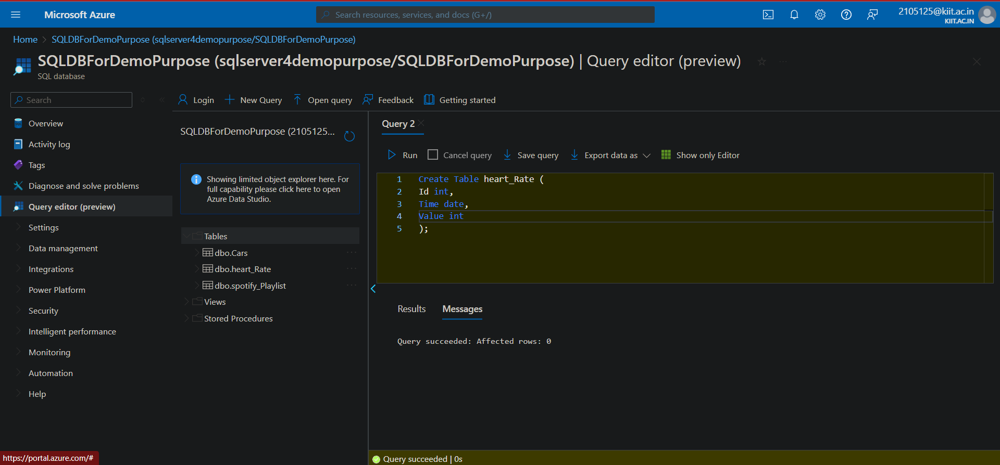 Microsoft Azure
Search resources, services, and docs (G+/)
2105125@kiit.ac.in
KIIT.AC.IN
Home > SQLDBForDemoPurpose (sqlserver4demopurpose/SQLDBForDemoPurpose)
SQLDBForDemoPurpose (sqlserver4demopurpose/SQLDBForDemoPurpose) | Query editor (preview)
SQL database
Search
Overview
Activity log
Tags
Diagnose and solve problems
Query editor (preview)
Settings
Data management
Integrations
Power Platform
Security
Intelligent performance
Monitoring
Automation
Help
Login
New Query
Open query
Feedback
Getting started
SQLDBForDemoPurpose (2105125...
Showing limited object explorer here. For
full capability please click here to open
Azure Data Studio.
Tables
dbo.Cars
dbo.heart_Rate
dbo.spotify_Playlist
Views
Stored Procedures
Query 2
Run
Cancel query
Save query
Export data as
Show only Editor
1 Create Table heart_Rate (
2 Id int,
3 Time date,
4 Value int
5 );
Results
Messages
Query succeeded: Affected rows: 0
https://portal.azure.com/#
Query succeeded | 0s